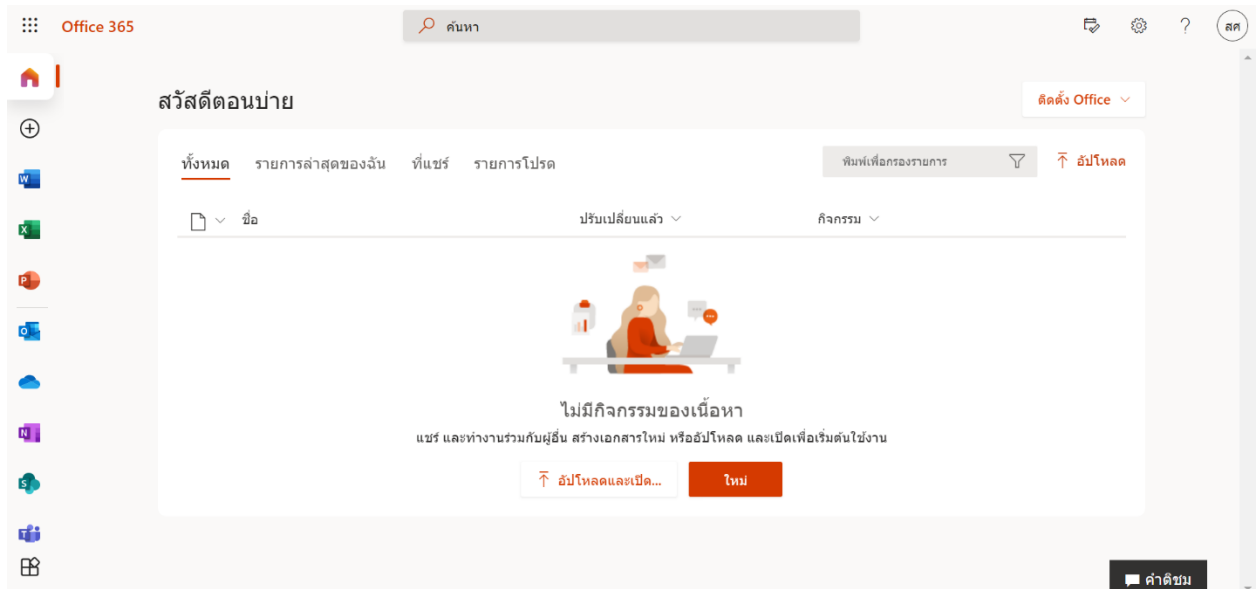 Office 365
ค้นหา
?
สศ
สวัสดีตอนบ่าย
ติดตั้ง Office
ทั้งหมด รายการล่าสุดของฉัน ที่แชร์ รายการโปรด
พิมพ์เพื่อกรองรายการ
อัปโหลด
ชื่อ ปรับเปลี่ยนแล้ว กิจกรรม
ไม่มีกิจกรรมของเนื้อหา
แชร์ และทำงานร่วมกับผู้อื่น สร้างเอกสารใหม่ หรืออัปโหลด และเปิดเพื่อเริ่มต้นใช้งาน
อัปโหลดและเปิด... ใหม่
คำติชม